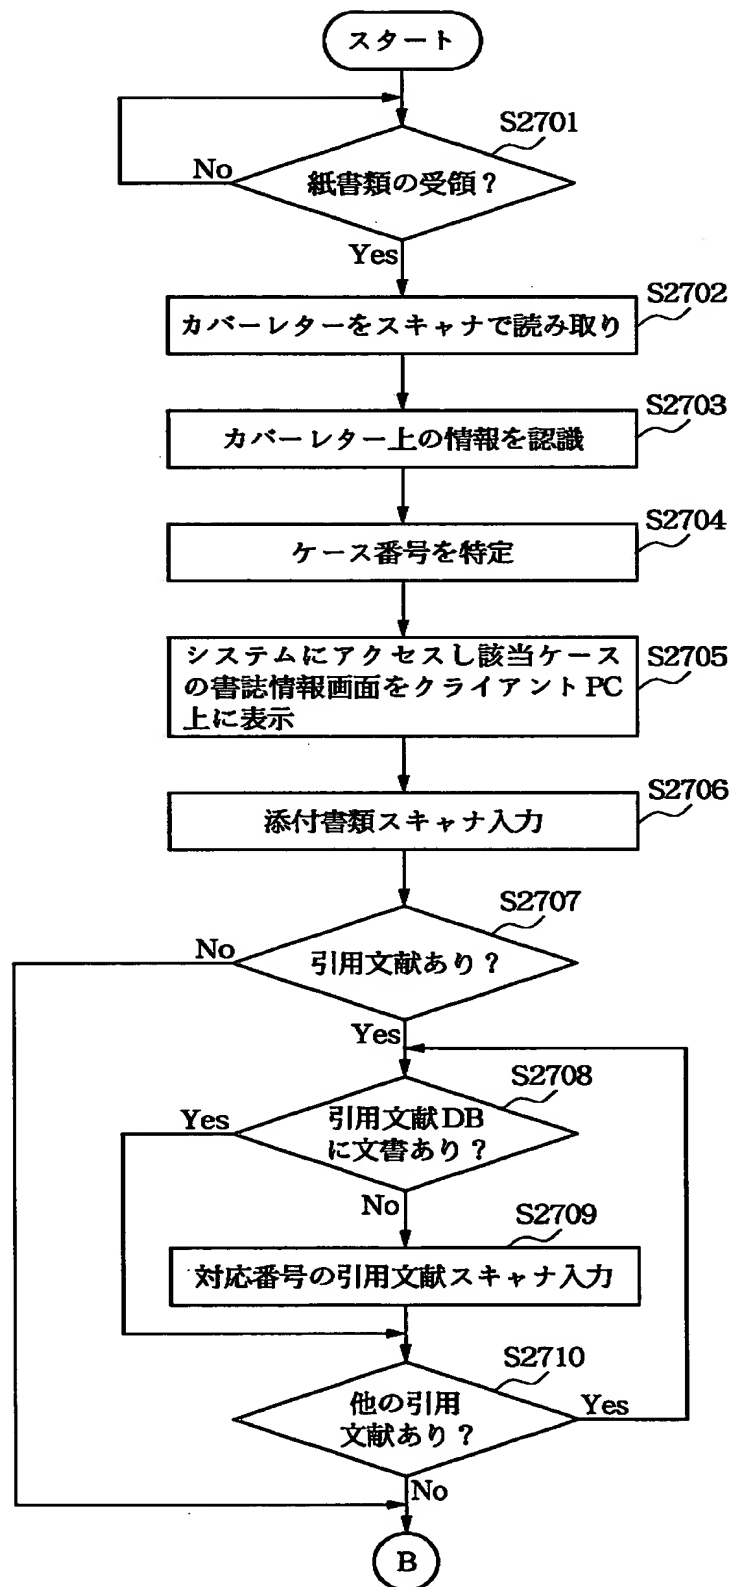 スタート
S2701
No
紙書類の受領？
Yes
S2702
カバーレターをスキャナで読み取り
S2703
カバーレター上の情報を認識
S2704
ケース番号を特定
システムにアクセスし該当ケース
S2705
の書誌情報画面をクライアントPC
上に表示
S2706
添付書類スキャナ入力
S2707
No
引用文献あり？
Yes
S2708
Yes
引用文献DB
に文書あり？
No
S2709
対応番号の引用文献スキャナ入力
S2710
他の引用
Yes
文献あり？
No
B